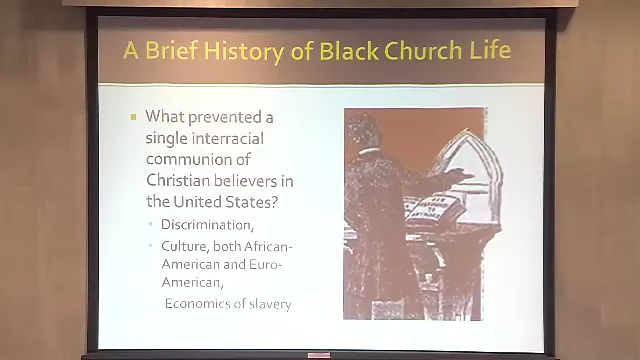 A Brief History of Black Church Life
What prevented a
single interracial
communion of
Christian believers in
the United States?
Discrimination,
Culture, both African-
American and Euro-
American,
Economics of slavery